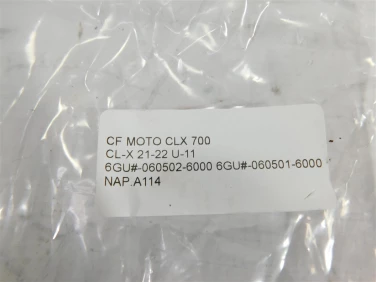 CF MOTO CLX 700
CL-X 21-22 U-11
6GU#-060502-6000 6GU#-060501-6000
NAP.A114